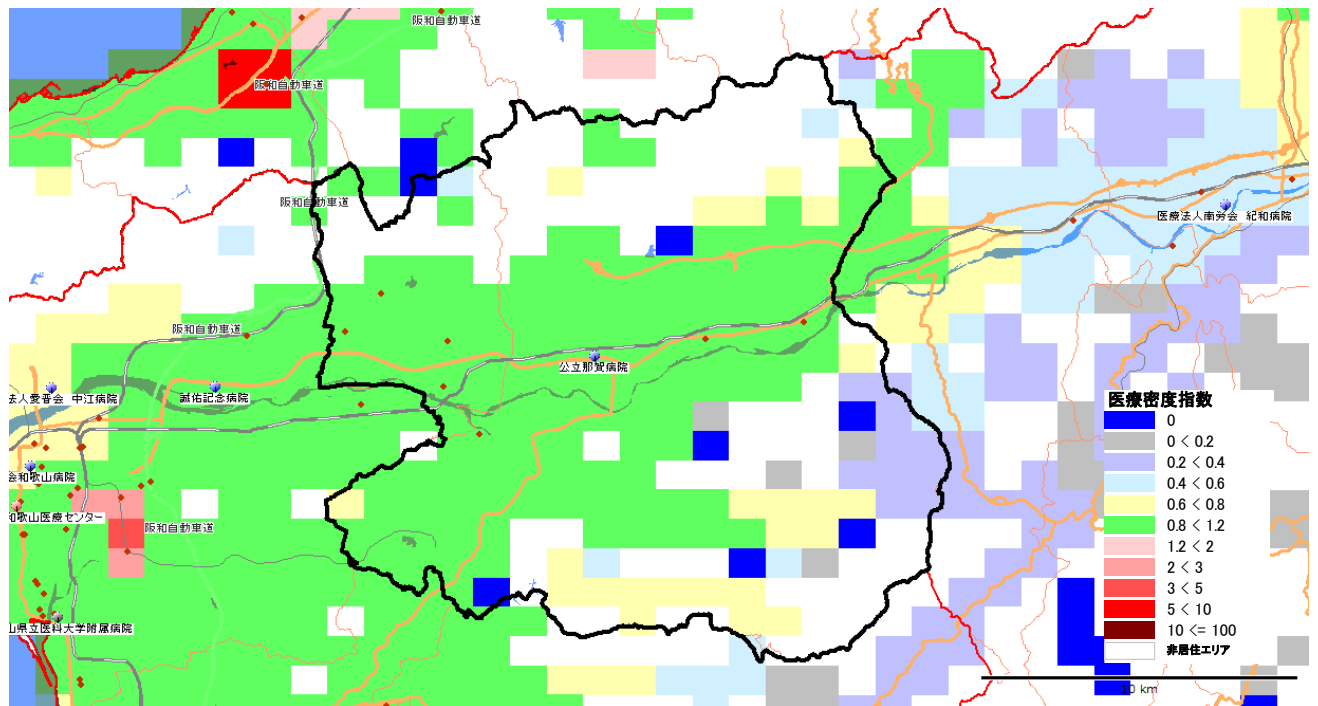 阪和自動車道
阪和自動車道
阪和自動車道
医療法人南労会 紀和病院
阪和自動車道
公立那賀病院
法人愛晋会 中江病院
誠佑記念病院
会和歌山病院
和歌山医療センター
阪和自動車道
山県立医科大学附属病院
医療密度指数
0
0 < 0.2
0.2 < 0.4
0.4 < 0.6
0.6 < 0.8
0.8 < 1.2
1.2 < 2
2 < 3
3 < 5
5 < 10
10 <= 100
非居住エリア
10 km